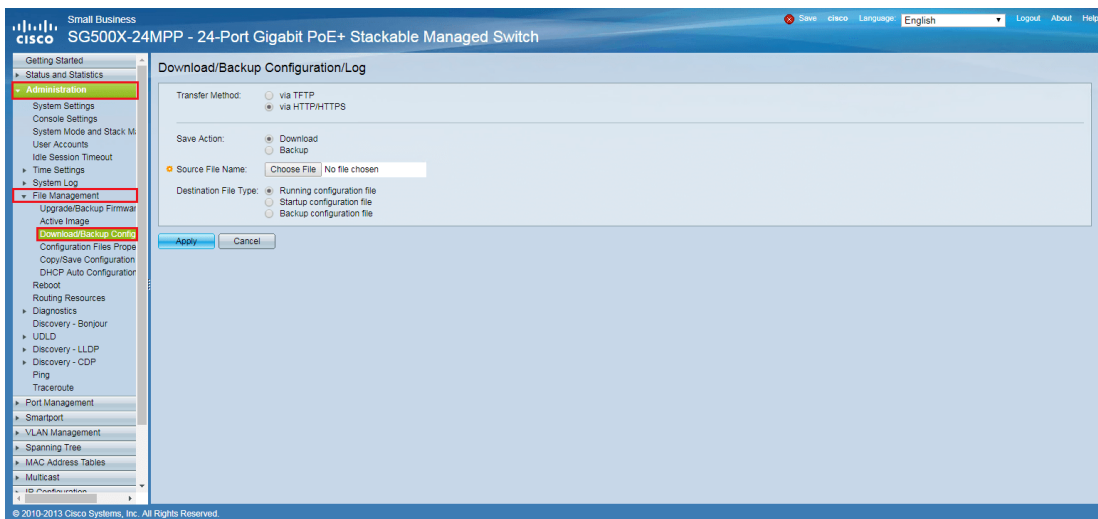 Small Business
CISCO SG500X-24MPP - 24-Port Gigabit PoE+ Stackable Managed Switch
Save cisco Language: English Logout About Help
Getting Started
Status and Statistics
Administration
System Settings
Console Settings
System Mode and Stack Ma
User Accounts
Idle Session Timeout
Time Settings
System Log
File Management
Upgrade/Backup Firmwar
Active Image
Download/Backup Config
Configuration Files Prope
Copy/Save Configuration
DHCP Auto Configuration
Reboot
Routing Resources
Diagnostics
Discovery - Bonjour
UDLD
Discovery - LLDP
Discovery - CDP
Ping
Traceroute
Port Management
Smartport
VLAN Management
Spanning Tree
MAC Address Tables
Multicast
IP Configuration
Download/Backup Configuration/Log
Transfer Method: via TFTP
via HTTP/HTTPS
Save Action: Download
Backup
Source File Name: Choose File No file chosen
Destination File Type: Running configuration file
Startup configuration file
Backup configuration file
Apply Cancel
© 2010-2013 Cisco Systems, Inc. All Rights Reserved.